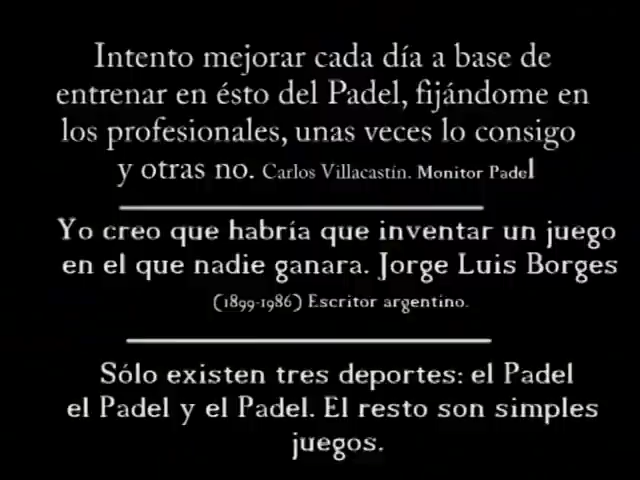 Intento mejorar cada día a base de
entrenar en ésto del Padel, fijándome en
los profesionales, unas veces lo consigo
y otras no. Carlos Villacastín. Monitor Padel
Yo creo que habría que inventar un juego
en el que nadie ganara. Jorge Luis Borges
(1899-1986) Escritor argentino.
Sólo existen tres deportes: el Padel
el Padel y el Padel. El resto son simples
juegos.